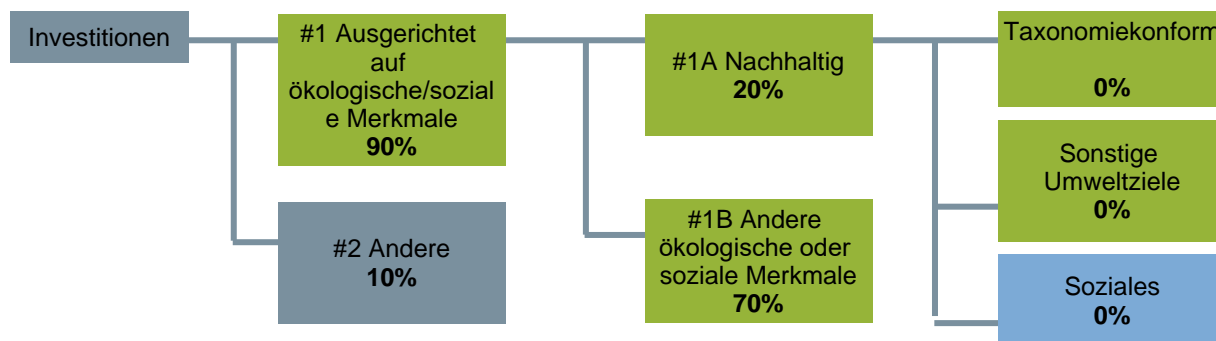 Investitionen
#1 Ausgerichtet
auf
ökologische/sozial
e Merkmale
90%
#2 Andere
10%
#1A Nachhaltig
20%
#1B Andere
ökologische oder
soziale Merkmale
70%
Taxonomiekonform
0%
Sonstige
Umweltziele
0%
Soziales
0%